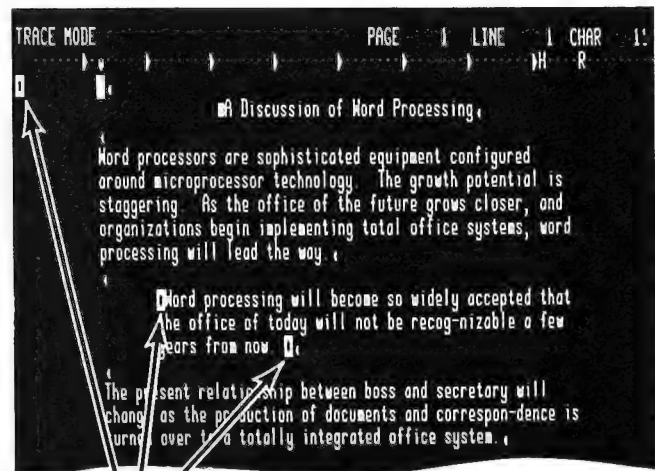 TRACE MODE PAGE 1 LINE 1 CHAR
H R
A Discussion of Word Processing
Word processors are sophisticated equipment configured
around microprocessor technology. The growth potential is
staggering. As the office of the future grows closer, and
organizations begin implementing total office systems, word
processing will lead the way.
Word processing will become so widely accepted that
the office of today will not be recog-nizable a few
years from now.
The present relationship between boss and secretary will
change as the production of documents and correspon-dence is
turned over to a totally integrated office system.